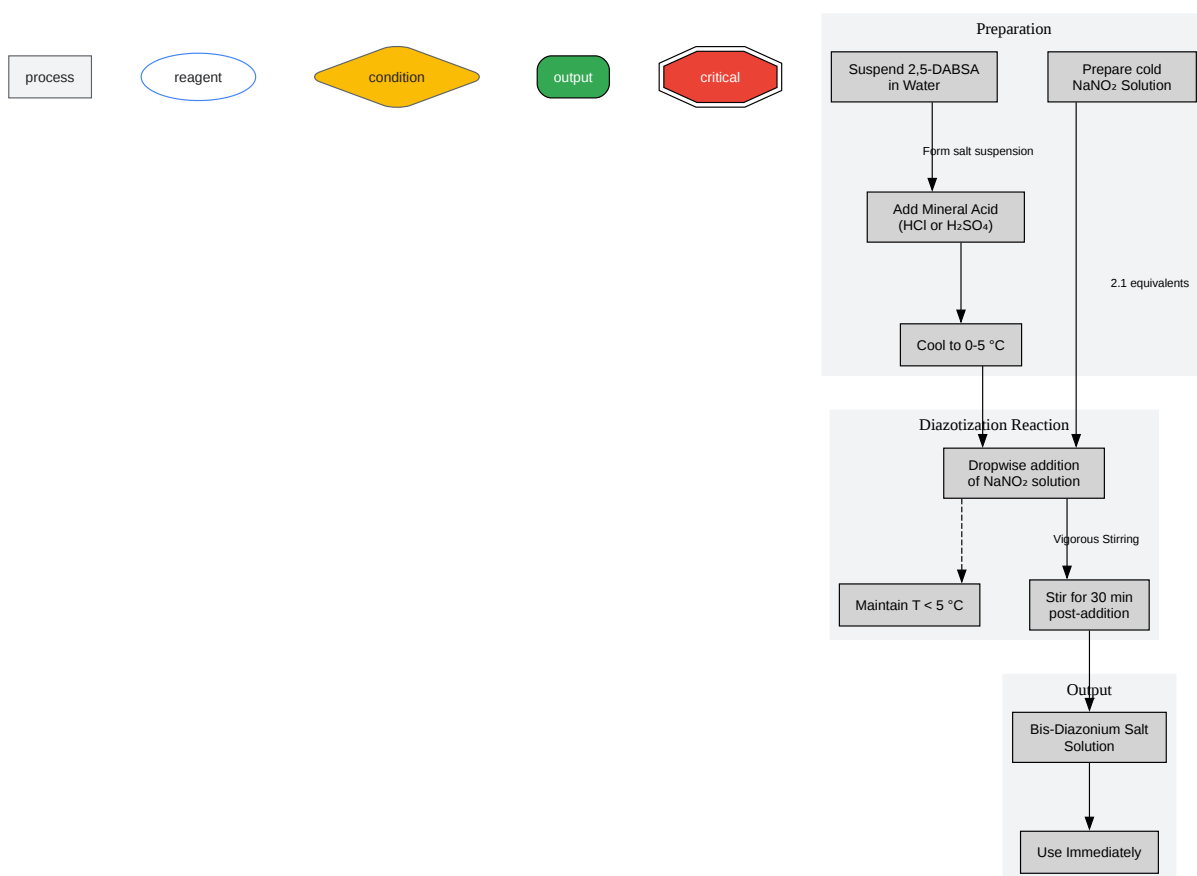 process
reagent
condition
output
critical
Preparation
Suspend 2,5-DABSA
in Water
Prepare cold
NaNO₂ Solution
Form salt suspension
Add Mineral Acid
(HCl or H₂SO₄)
2.1 equivalents
Cool to 0-5 °C
Diazotization Reaction
Dropwise addition
of NaNO₂ solution
Vigorous Stirring
Maintain T < 5 °C
Stir for 30 min
post-addition
Output
Bis-Diazonium Salt
Solution
Use Immediately